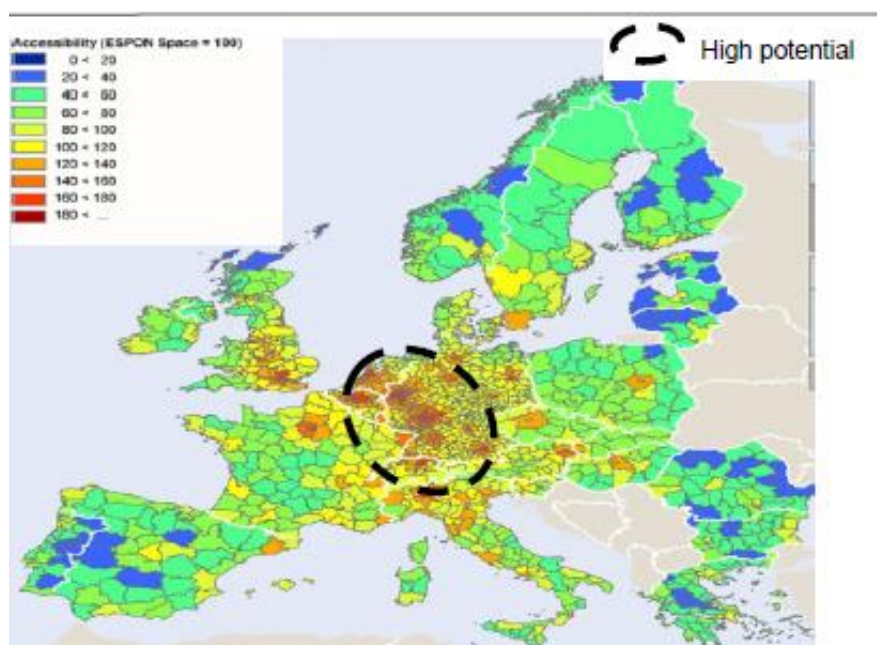 Accessibility (ESPON Space = 100)
0 < 20
20 < 40
40 < 60
60 < 80
80 < 100
100 < 120
120 < 140
140 < 160
160 < 180
180 < ...
High potential